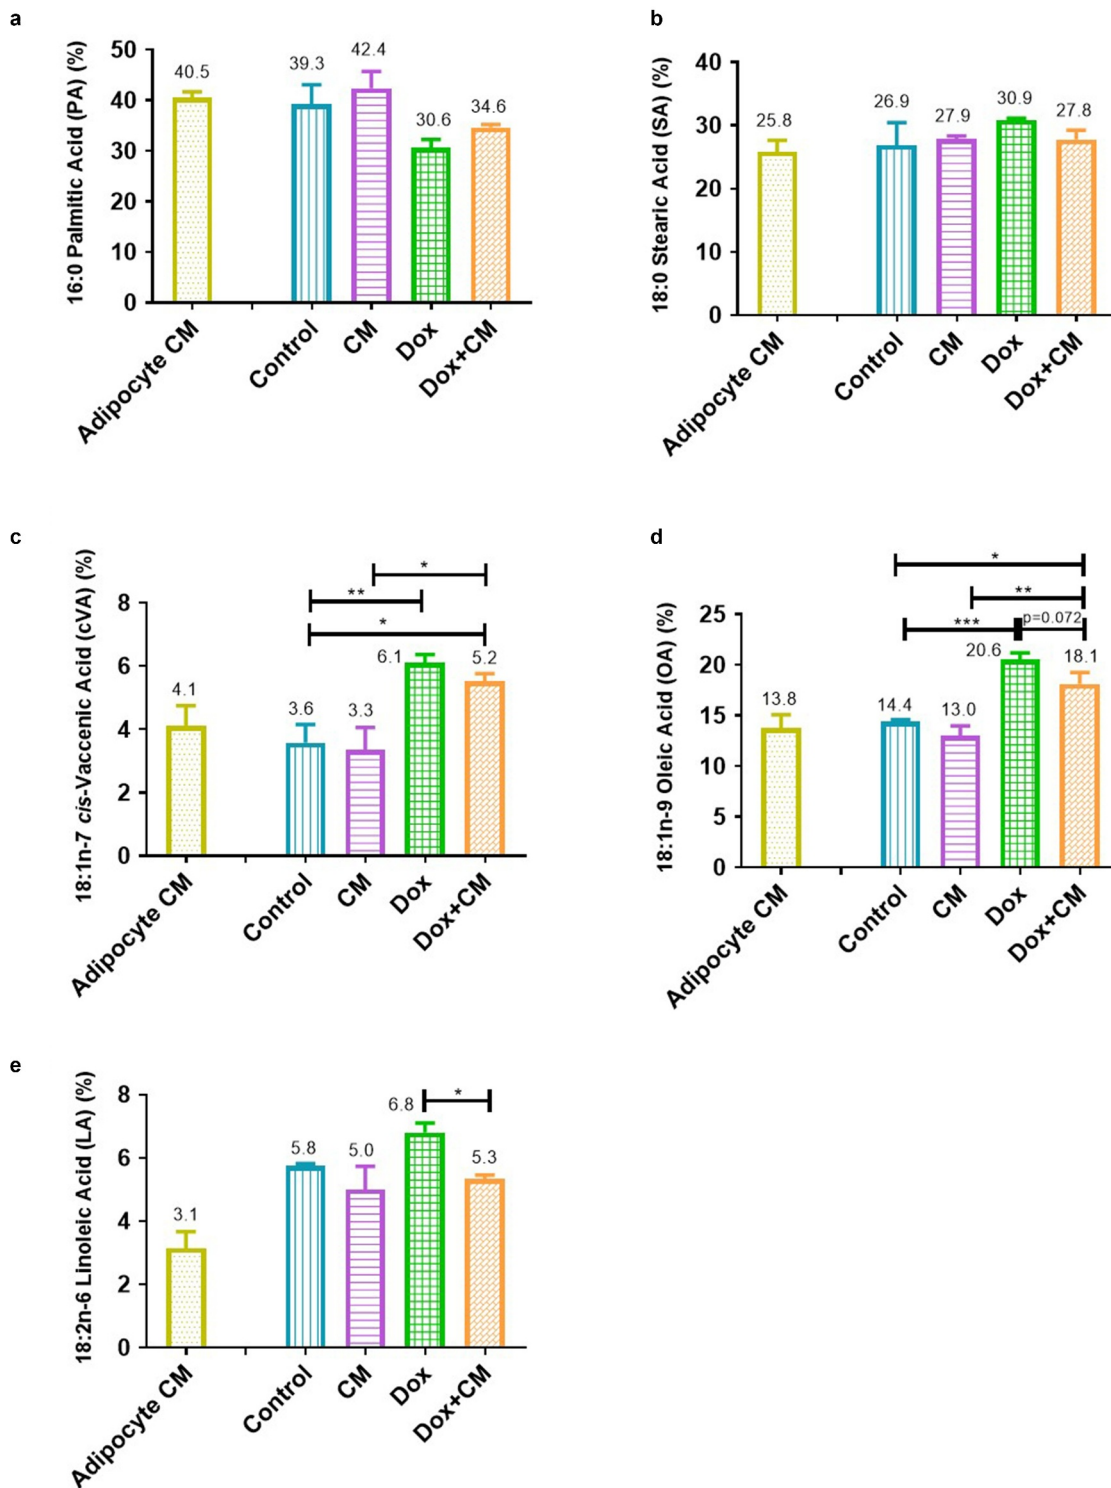 a
16:0 Palmitic Acid (PA) (%)
50
40
30
20
10
0
40.5
39.3
42.4
30.6
34.6
Adipocyte CM
Control
CM
Dox
Dox+CM
b
18:0 Stearic Acid (SA) (%)
40
30
20
10
0
25.8
26.9
27.9
30.9
27.8
Adipocyte CM
Control
CM
Dox
Dox+CM
c
18:1n-7 cis-Vaccenic Acid (cVA) (%)
8
6
4
2
0
*
**
*
4.1
3.6
3.3
6.1
5.2
Adipocyte CM
Control
CM
Dox
Dox+CM
d
18:1n-9 Oleic Acid (OA) (%)
25
20
15
10
5
0
*
**
***
p=0.072
13.8
14.4
13.0
20.6
18.1
Adipocyte CM
Control
CM
Dox
Dox+CM
e
18:2n-6 Linoleic Acid (LA) (%)
8
6
4
2
0
*
3.1
5.8
5.0
6.8
5.3
Adipocyte CM
Control
CM
Dox
Dox+CM